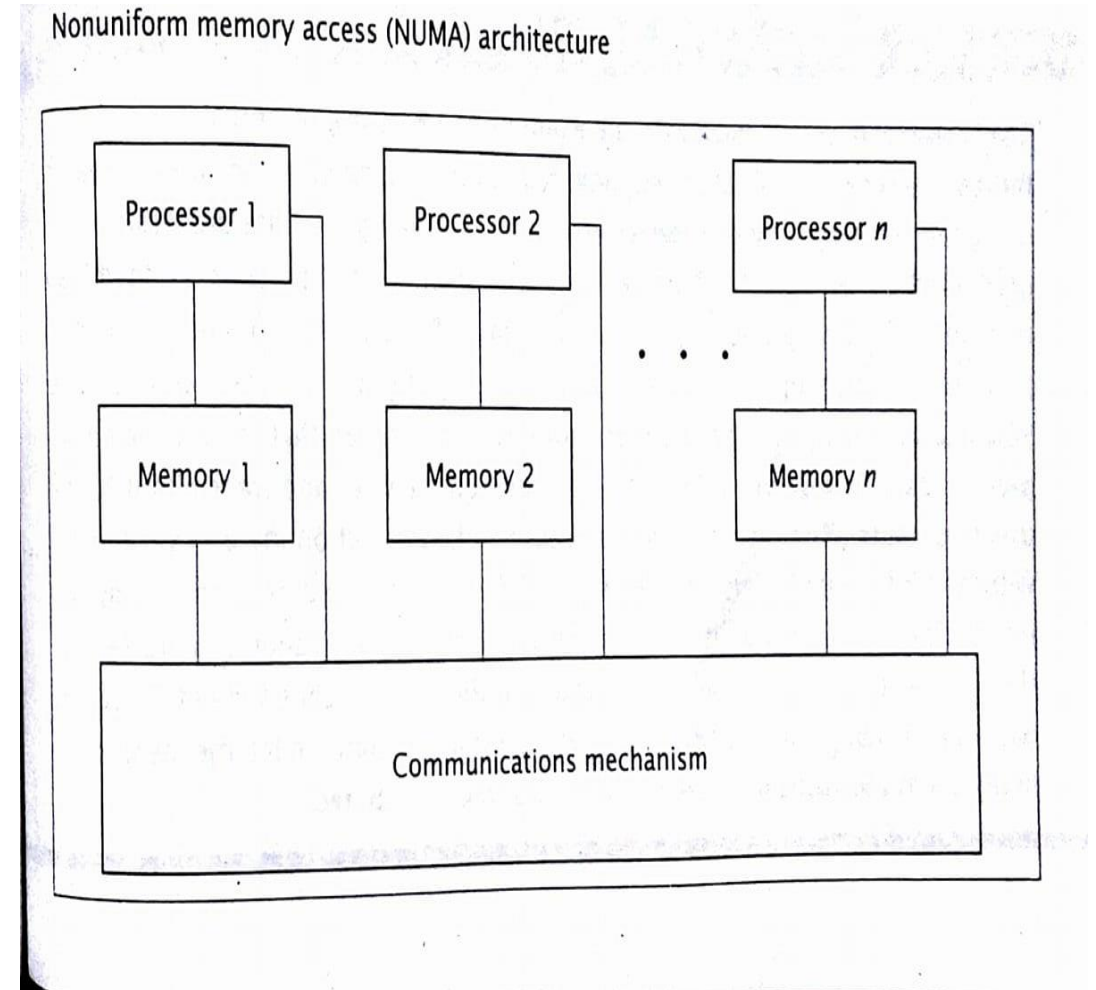 Nonuniform memory access (NUMA) architecture
Processor 1
Processor 2
Processor n
. . .
Memory 1
Memory 2
Memory n
Communications mechanism